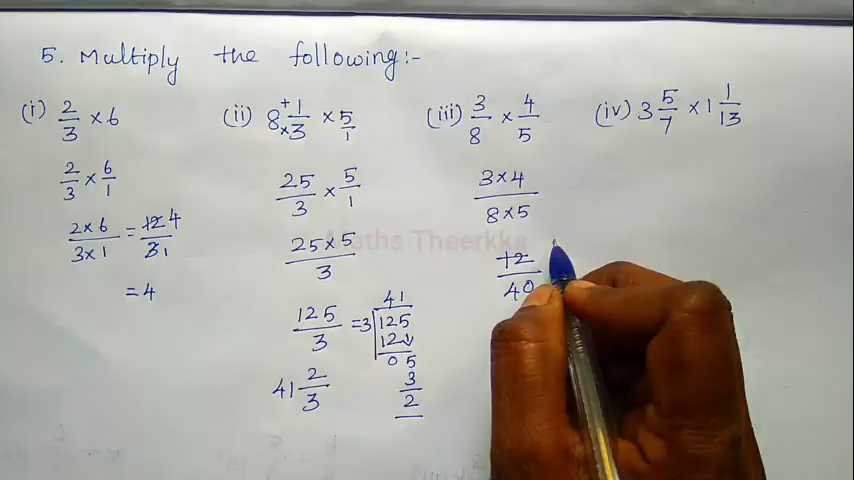 5. Multiply the following:-
(i) 2/3 × 6
2/3 × 6/1
2×6/3×1 = 12/3 4 1
= 4
(ii) 8 + × 1/3 × 5/1
25/3 × 5/1
25×5/3
125/3 = 3 125 41
12↓
05
3
2
41 2/3
(iii) 3/8 × 4/5
3×4/8×5
12/40
(iv) 3 5/7 × 1 1/13
Maths Theerkka